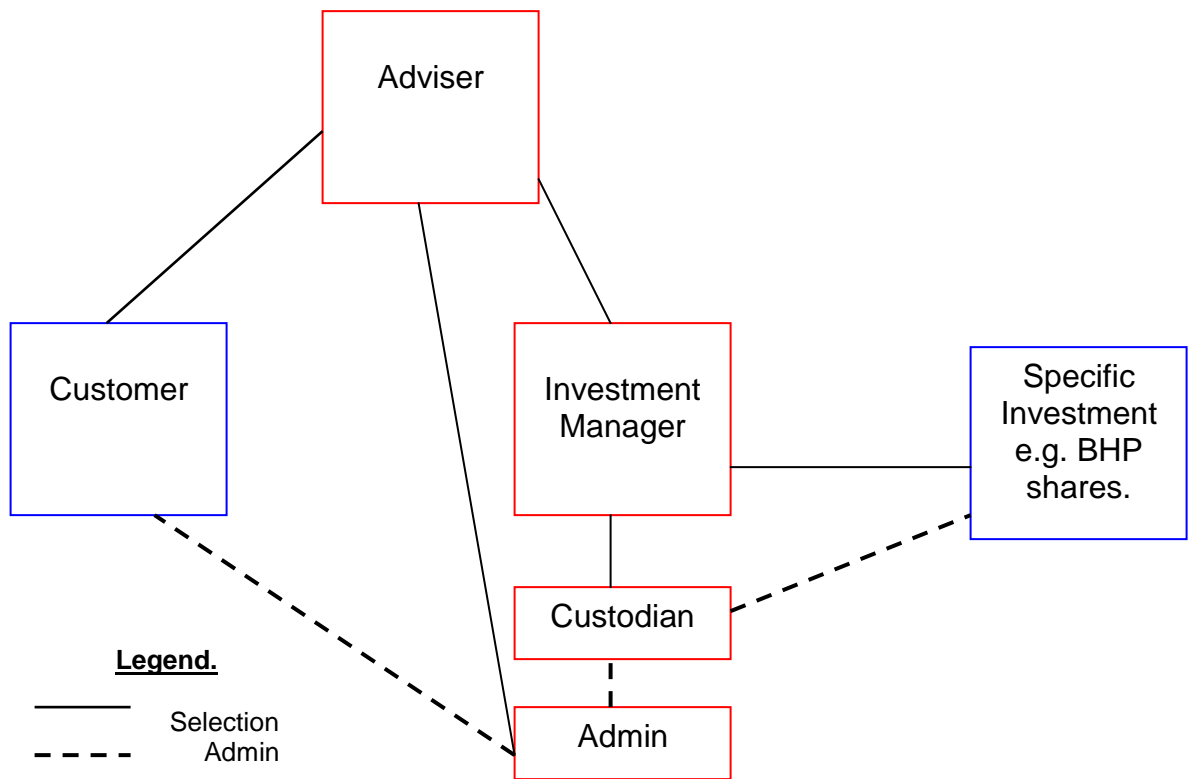 Adviser
Customer
Investment
Manager
Specific
Investment
e.g. BHP
shares.
Custodian
Admin
Legend.
Selection
Admin